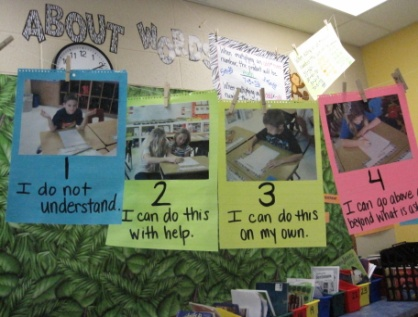 ABOUT WORDS
1
I do not
understand.
2
I can do this
with help.
3
I can do this
on my own.
4
I can go above
beyond what is